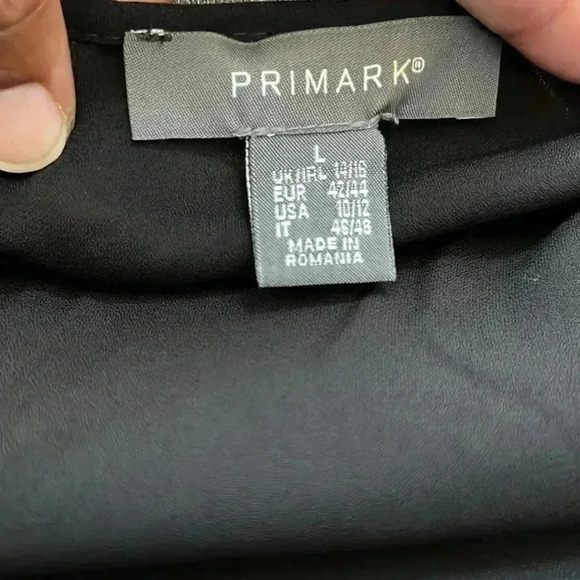 PRIMARK®
L
UK/IRL 14/16
EUR 42/44
USA 10/12
IT 46/48
MADE IN
ROMANIA